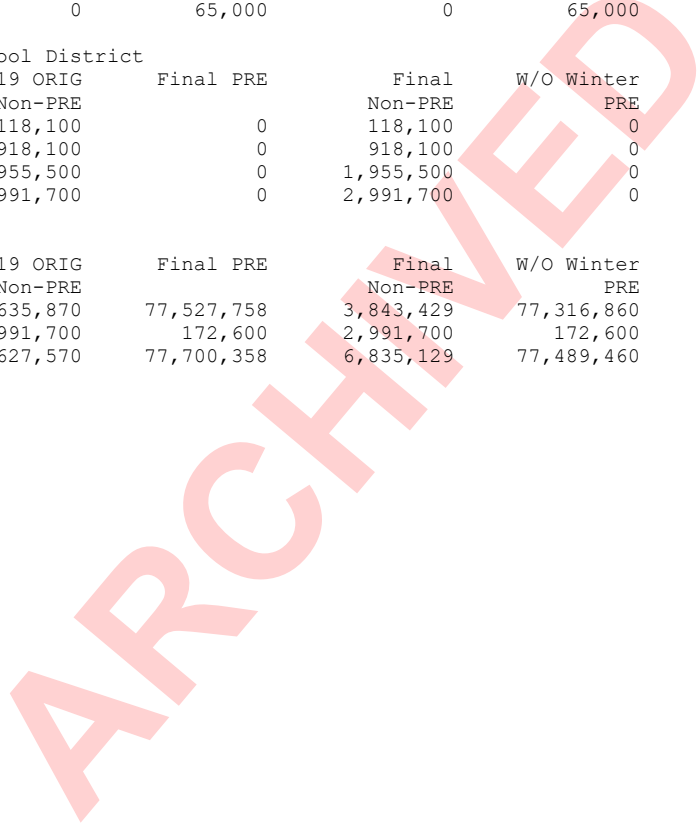 0 65,000 0 65,000
ool District
19 ORIG Final PRE Final W/O Winter
Non-PRE Non-PRE PRE
118,100 0 118,100 0
918,100 0 918,100 0
955,500 0 1,955,500 0
991,700 0 2,991,700 0
19 ORIG Final PRE Final W/O Winter
Non-PRE Non-PRE PRE
635,870 77,527,758 3,843,429 77,316,860
991,700 172,600 2,991,700 172,600
627,570 77,700,358 6,835,129 77,489,460
ARCHIVED